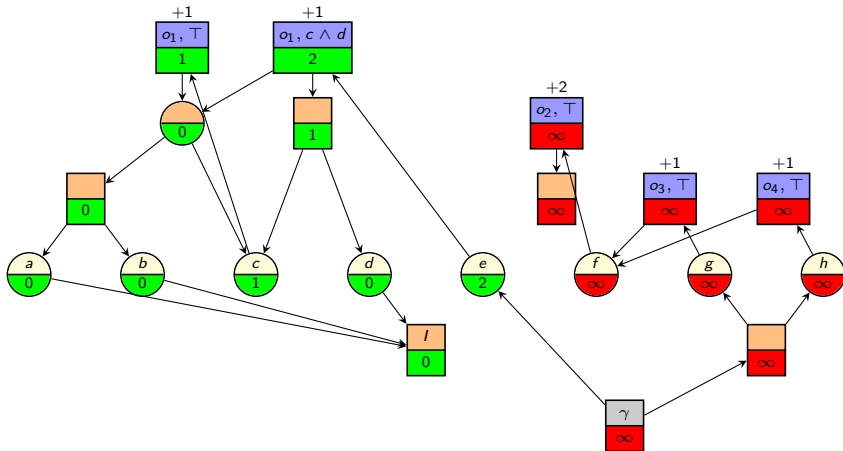 +1 +1
o₁, ⊤ o₁, c ∧ d
1 2
+2
o₂, ⊤
0 1 ∞
+1 +1
o₃, ⊤ o₄, ⊤
0 ∞ ∞ ∞
a b c d e f g h
0 0 1 0 2 ∞ ∞ ∞
I
0 ∞
γ
∞